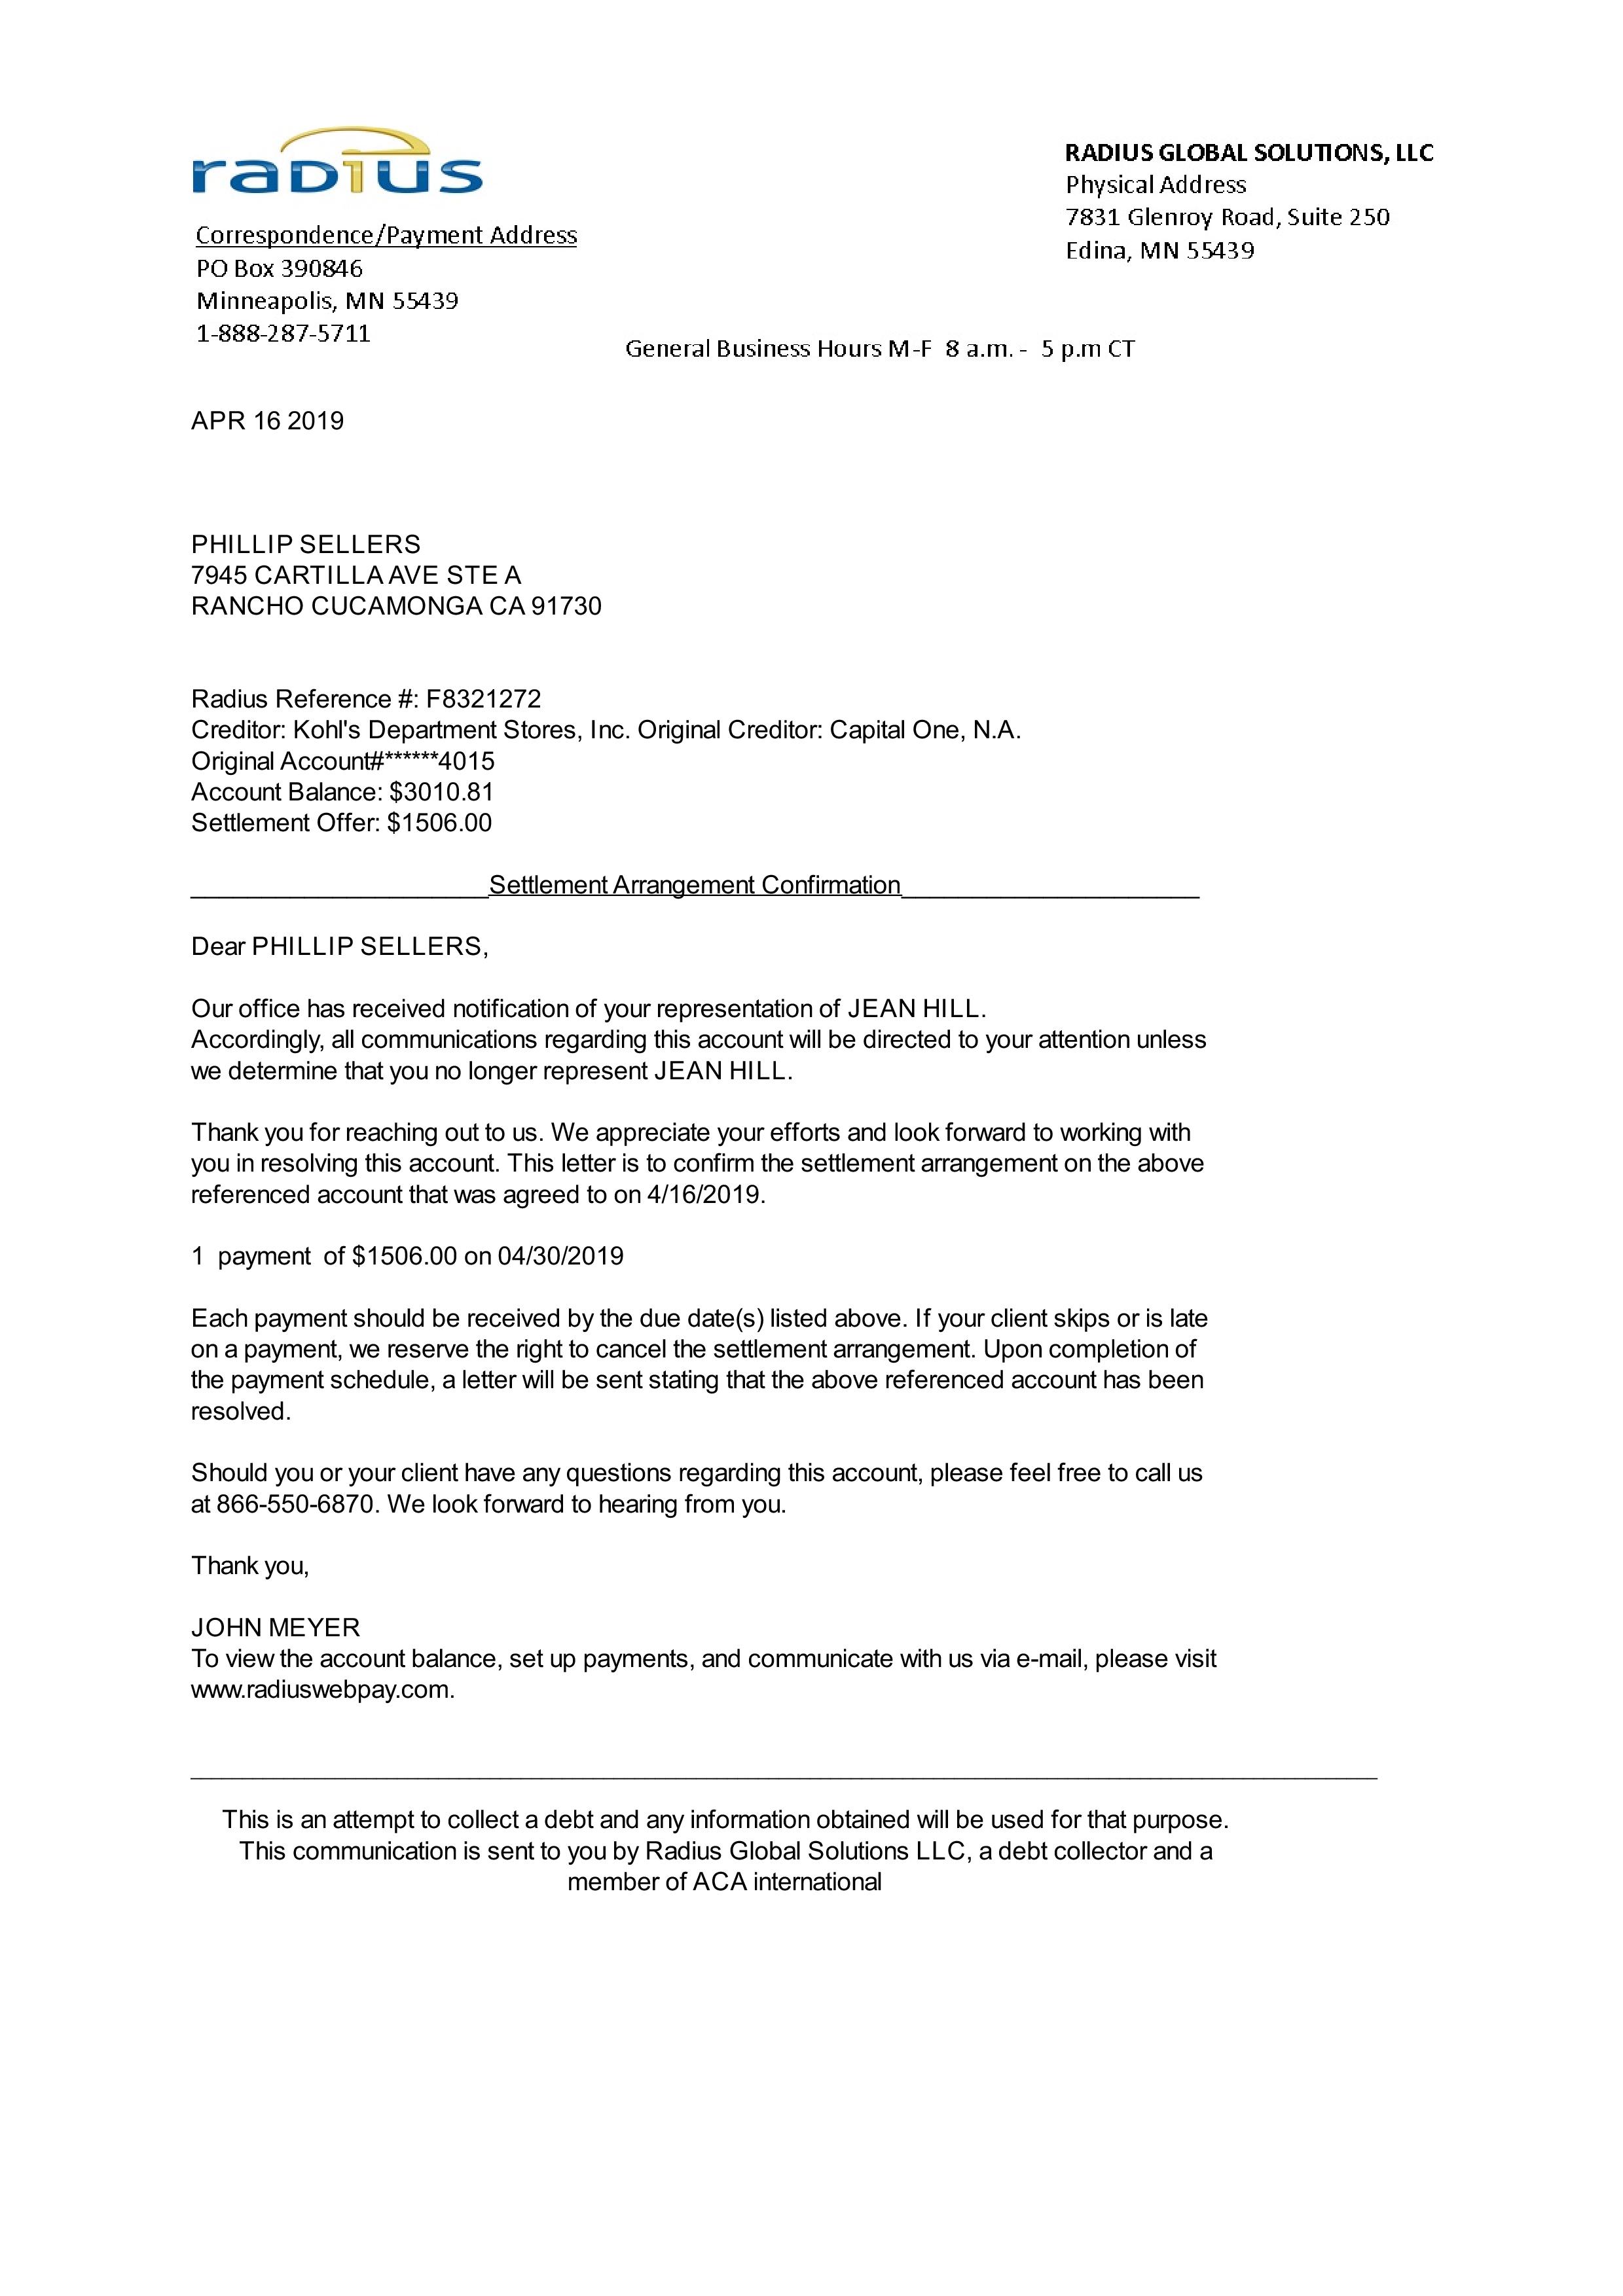 radius
RADIUS GLOBAL SOLUTIONS, LLC
Physical Address
7831 Glenroy Road, Suite 250
Edina, MN 55439
Correspondence/Payment Address
PO Box 390846
Minneapolis, MN 55439
1-888-287-5711
General Business Hours M-F 8 a.m. - 5 p.m CT
APR 16 2019
PHILLIP SELLERS
7945 CARTILLA AVE STE A
RANCHO CUCAMONGA CA 91730
Radius Reference #: F8321272
Creditor: Kohl's Department Stores, Inc. Original Creditor: Capital One, N.A.
Original Account#******4015
Account Balance: $3010.81
Settlement Offer: $1506.00
_____________________Settlement Arrangement Confirmation_____________________
Dear PHILLIP SELLERS,
Our office has received notification of your representation of JEAN HILL.
Accordingly, all communications regarding this account will be directed to your attention unless
we determine that you no longer represent JEAN HILL.
Thank you for reaching out to us. We appreciate your efforts and look forward to working with
you in resolving this account. This letter is to confirm the settlement arrangement on the above
referenced account that was agreed to on 4/16/2019.
1 payment of $1506.00 on 04/30/2019
Each payment should be received by the due date(s) listed above. If your client skips or is late
on a payment, we reserve the right to cancel the settlement arrangement. Upon completion of
the payment schedule, a letter will be sent stating that the above referenced account has been
resolved.
Should you or your client have any questions regarding this account, please feel free to call us
at 866-550-6870. We look forward to hearing from you.
Thank you,
JOHN MEYER
To view the account balance, set up payments, and communicate with us via e-mail, please visit
www.radiuswebpay.com.
This is an attempt to collect a debt and any information obtained will be used for that purpose.
This communication is sent to you by Radius Global Solutions LLC, a debt collector and a
member of ACA international